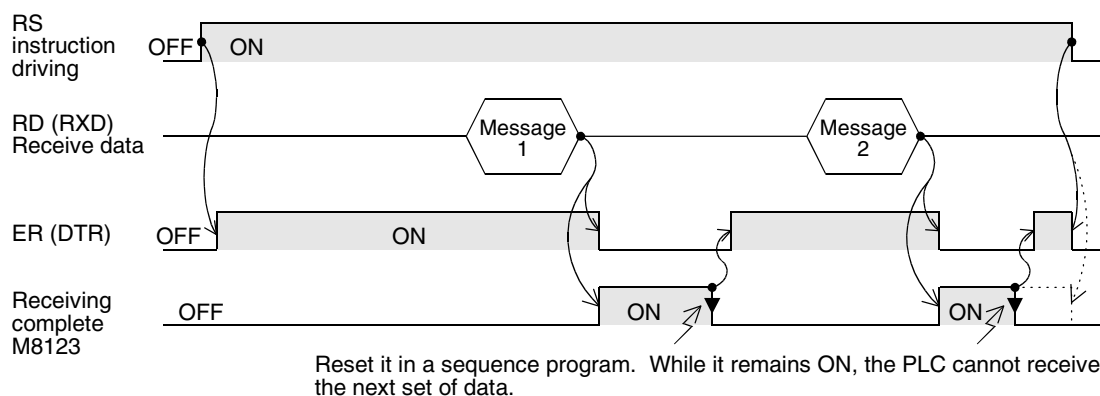 RS
instruction
driving
OFF
ON
RD (RXD)
Receive data
Message
1
Message
2
ER (DTR)
OFF
ON
Receiving
complete
M8123
OFF
ON
ON
Reset it in a sequence program. While it remains ON, the PLC cannot receive
the next set of data.